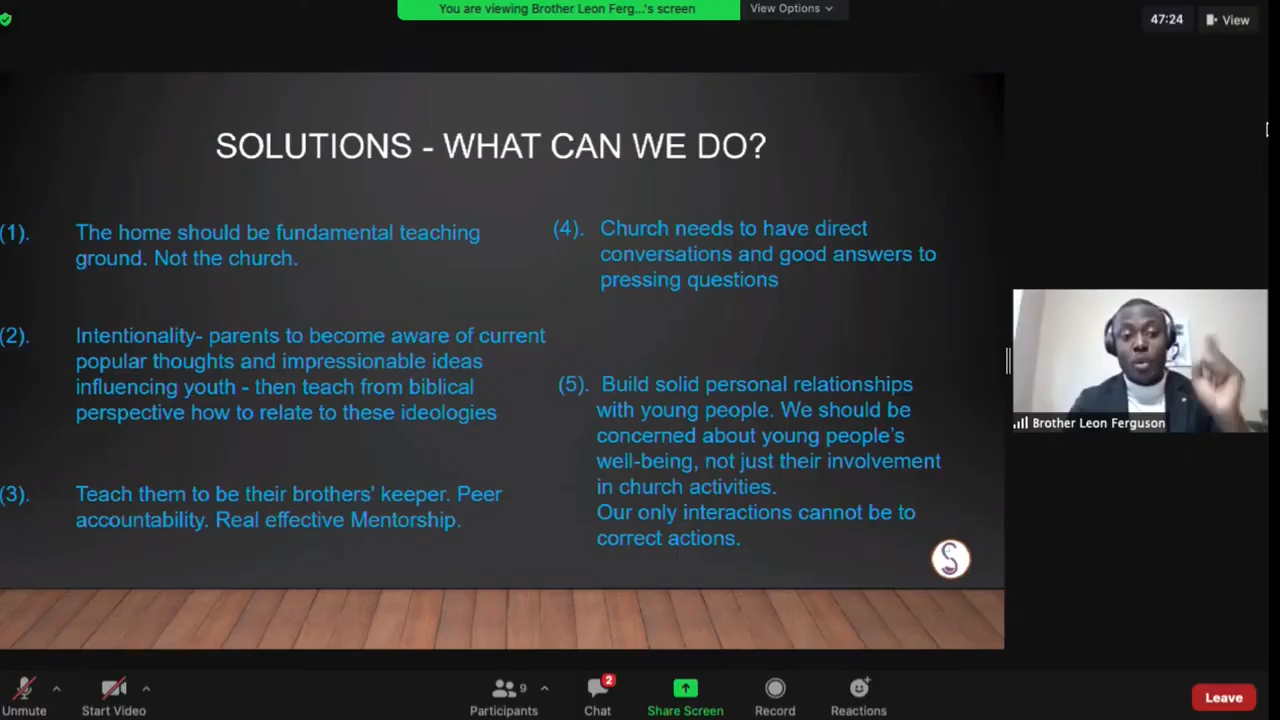 You are viewing Brother Leon Ferg...'s screen
View Options
47:24
View
SOLUTIONS - WHAT CAN WE DO?
(1). The home should be fundamental teaching
ground. Not the church.
(2). Intentionality- parents to become aware of current
popular thoughts and impressionable ideas
influencing youth - then teach from biblical
perspective how to relate to these ideologies
(3). Teach them to be their brothers' keeper. Peer
accountability. Real effective Mentorship.
(4). Church needs to have direct
conversations and good answers to
pressing questions
(5). Build solid personal relationships
with young people. We should be
concerned about young people's
well-being, not just their involvement
in church activities.
Our only interactions cannot be to
correct actions.
S
Brother Leon Ferguson
Unmute
Start Video
9
Participants
2
Chat
Share Screen
Record
Reactions
Leave